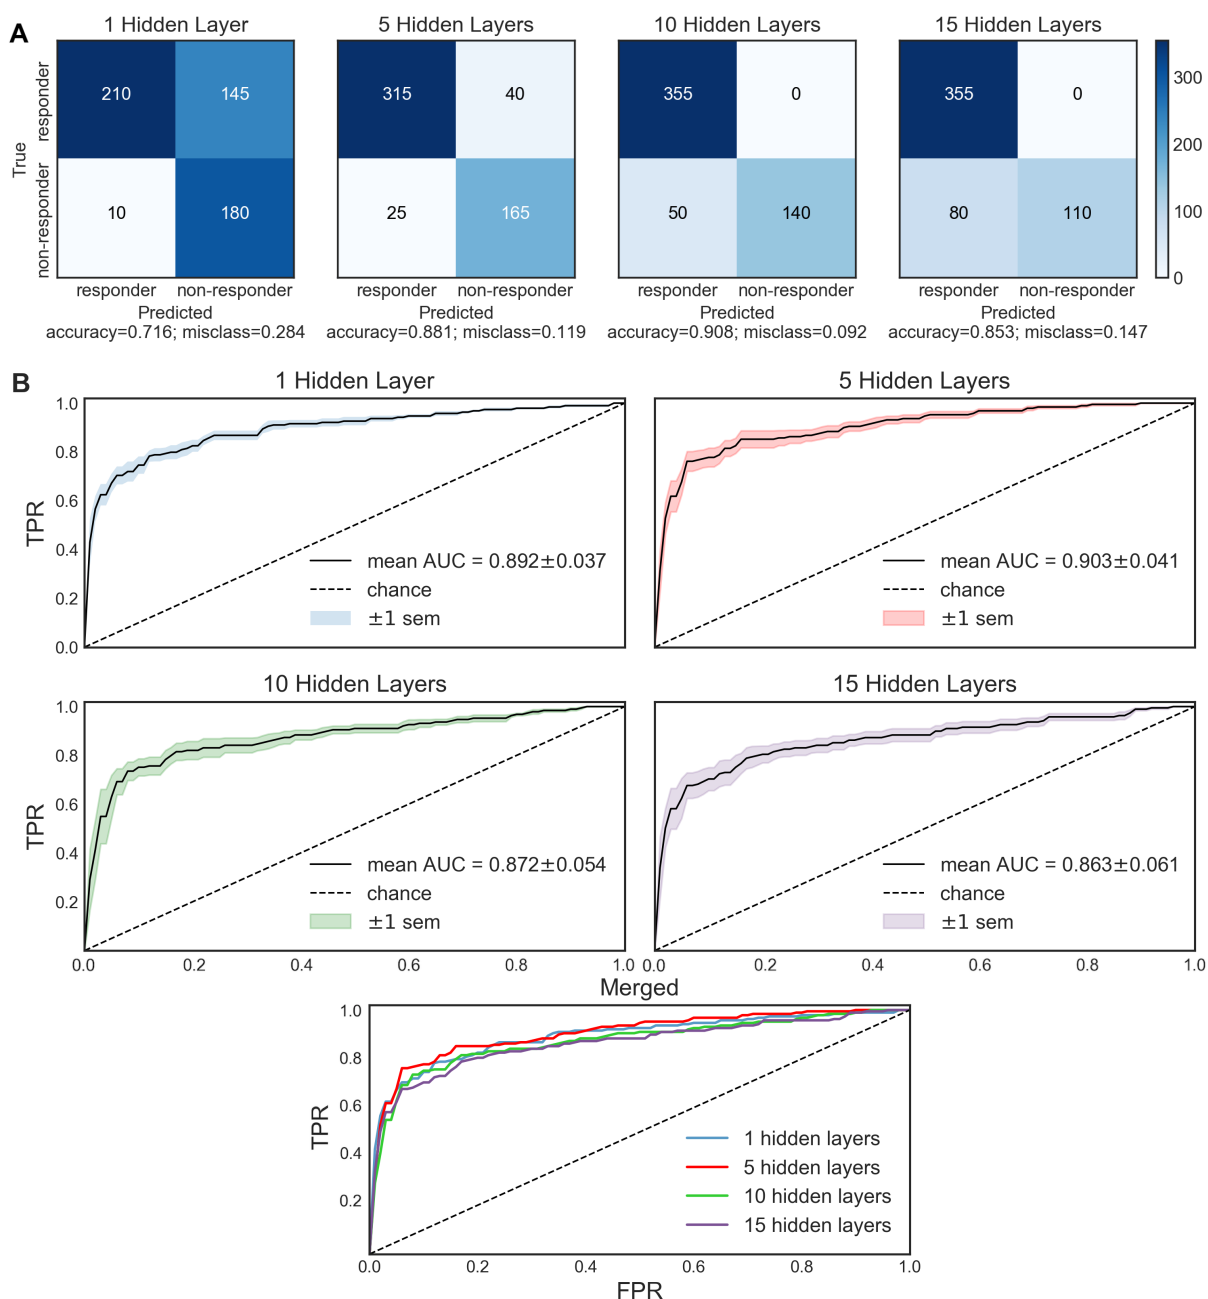 A
1 Hidden Layer
5 Hidden Layers
10 Hidden Layers
15 Hidden Layers
True
responder
non-responder
210
145
10
180
315
40
25
165
355
0
50
140
355
0
80
110
300
200
100
0
responder non-responder
responder non-responder
responder non-responder
responder non-responder
Predicted
Predicted
Predicted
Predicted
accuracy=0.716; misclass=0.284
accuracy=0.881; misclass=0.119
accuracy=0.908; misclass=0.092
accuracy=0.853; misclass=0.147
B
1 Hidden Layer
TPR
1.0
0.8
0.6
0.4
0.2
0.0
mean AUC = 0.892±0.037
chance
±1 sem
5 Hidden Layers
mean AUC = 0.903±0.041
chance
±1 sem
10 Hidden Layers
TPR
1.0
0.8
0.6
0.4
0.2
mean AUC = 0.872±0.054
chance
±1 sem
0.0 0.2 0.4 0.6 0.8 1.0
15 Hidden Layers
mean AUC = 0.863±0.061
chance
±1 sem
0.0 0.2 0.4 0.6 0.8 1.0
Merged
TPR
1.0
0.8
0.6
0.4
0.2
1 hidden layers
5 hidden layers
10 hidden layers
15 hidden layers
0.0 0.2 0.4 0.6 0.8 1.0
FPR